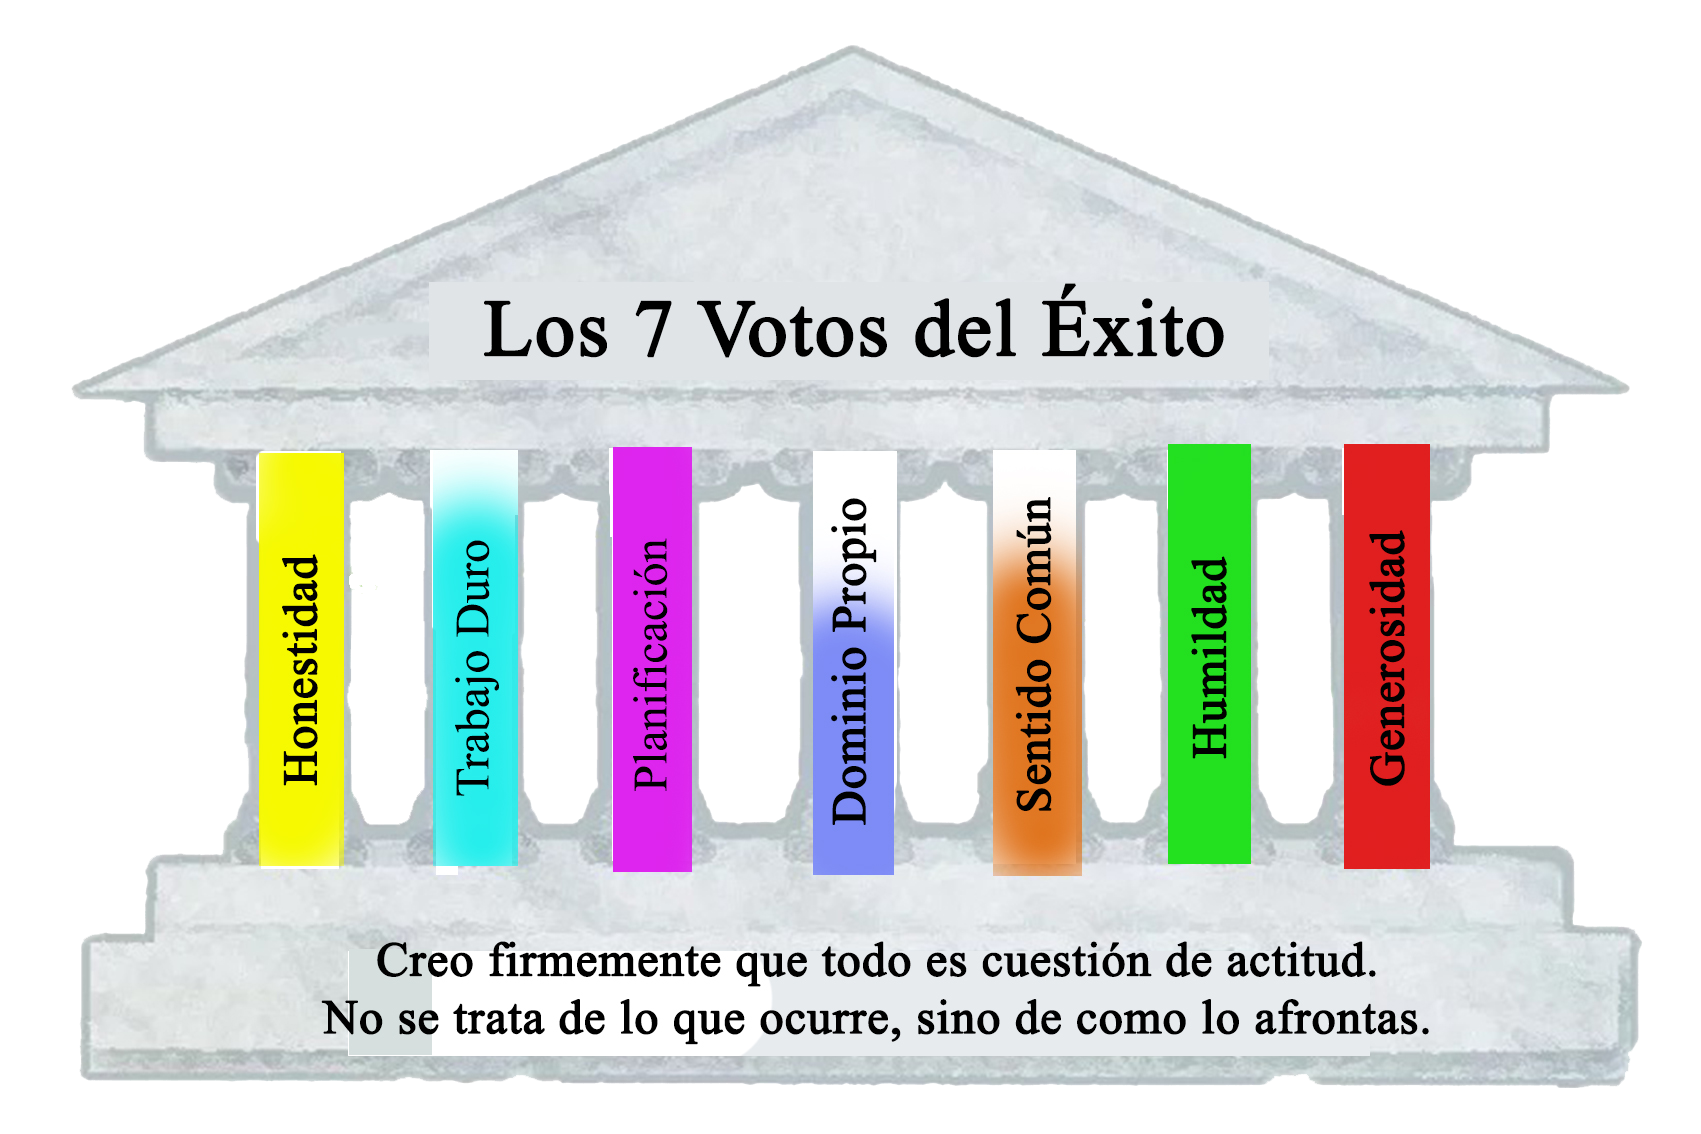 Los 7 Votos del Éxito
Honestidad
Trabajo Duro
Planificación
Dominio Propio
Sentido Común
Humildad
Generosidad
Creo firmemente que todo es cuestión de actitud.
No se trata de lo que ocurre, sino de como lo afrontas.